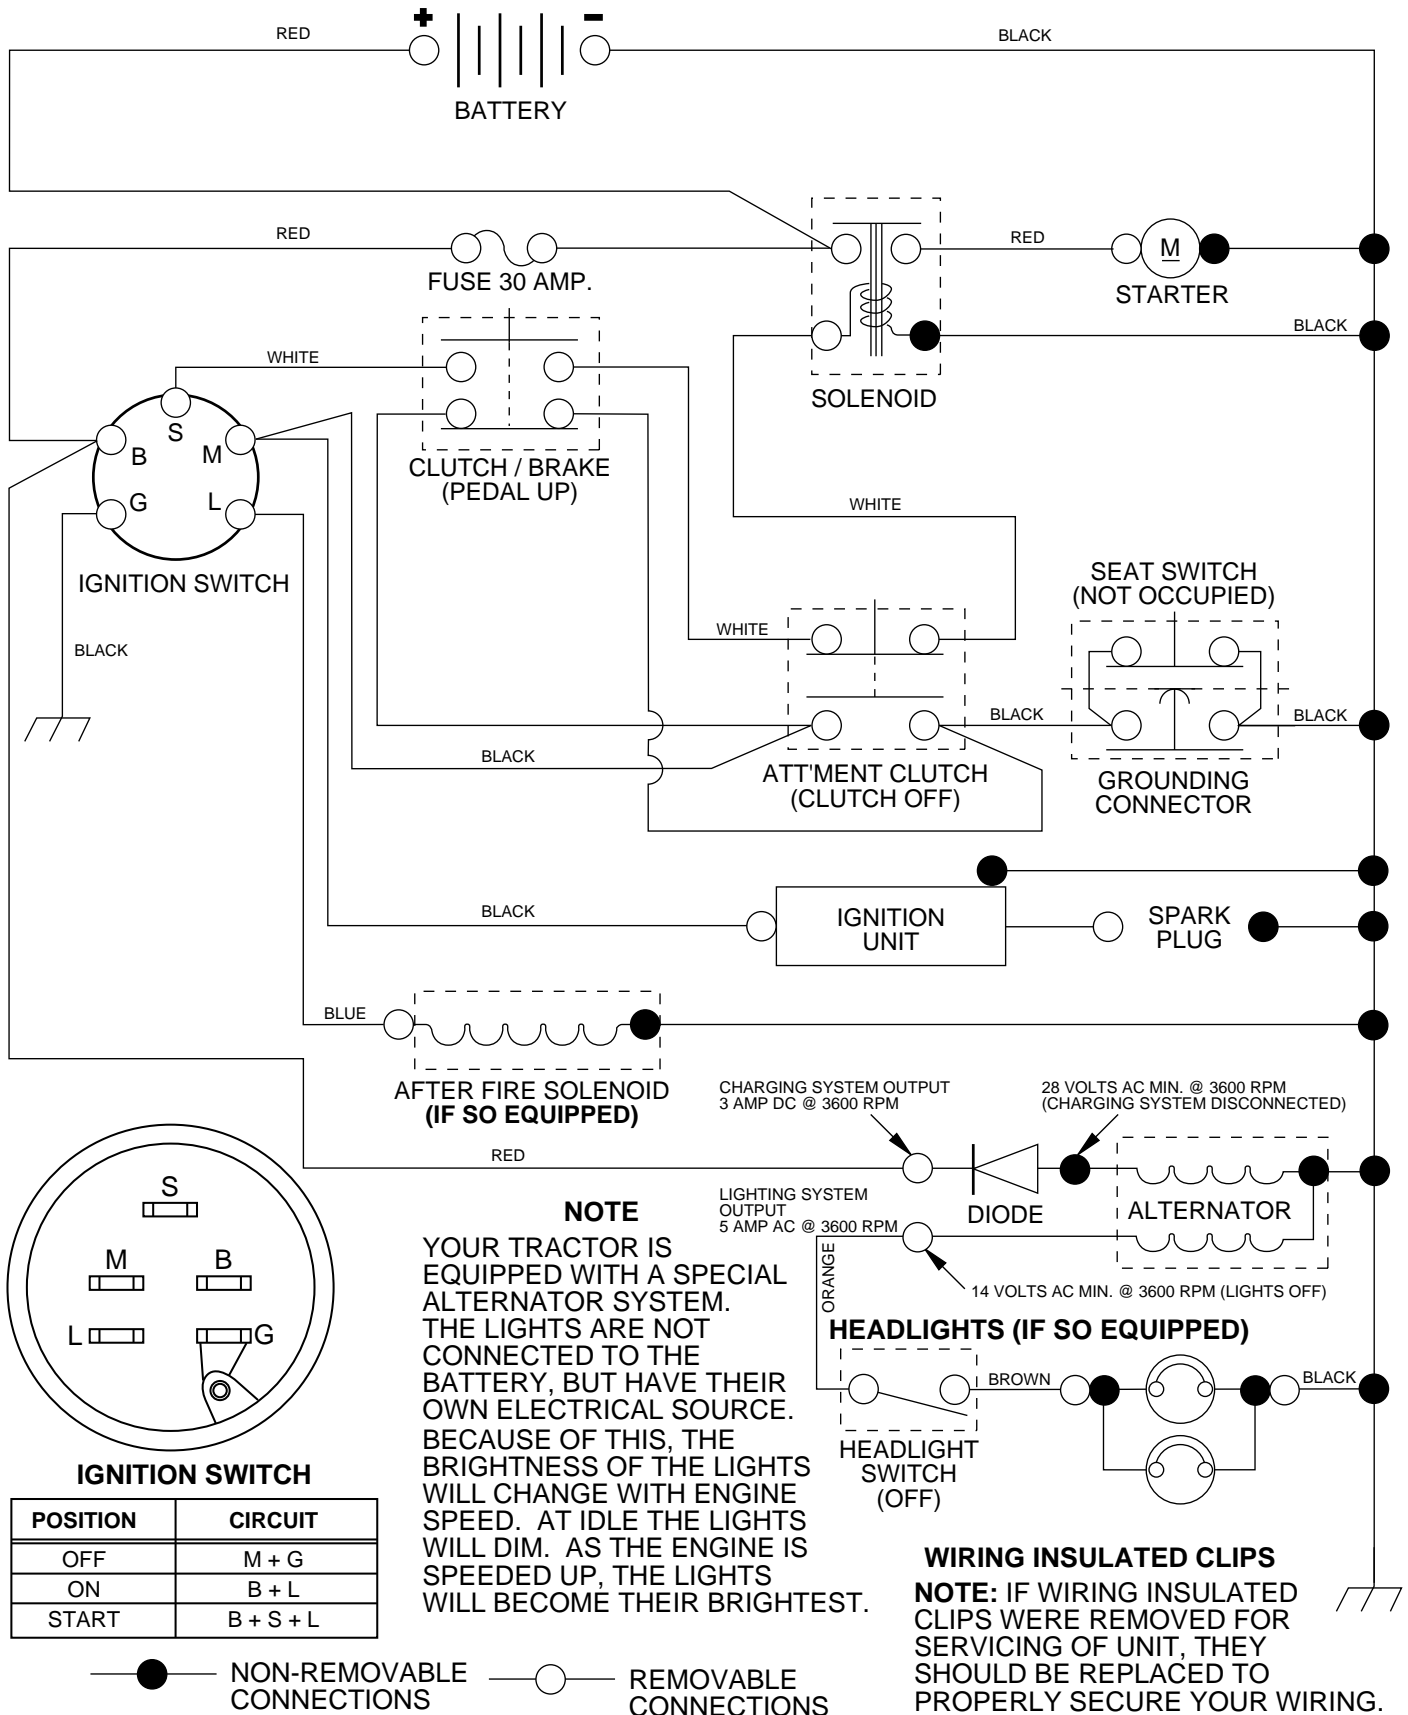 +
-
RED
BLACK
BATTERY
RED
RED
M
FUSE 30 AMP.
STARTER
BLACK
WHITE
SOLENOID
S
B
M
G
L
CLUTCH / BRAKE
(PEDAL UP)
WHITE
IGNITION SWITCH
SEAT SWITCH
(NOT OCCUPIED)
WHITE
BLACK
BLACK
BLACK
BLACK
ATT'MENT CLUTCH
(CLUTCH OFF)
GROUNDING
CONNECTOR
BLACK
IGNITION
UNIT
SPARK
PLUG
BLUE
AFTER FIRE SOLENOID
(IF SO EQUIPPED)
CHARGING SYSTEM OUTPUT
3 AMP DC @ 3600 RPM
28 VOLTS AC MIN. @ 3600 RPM
(CHARGING SYSTEM DISCONNECTED)
RED
DIODE
ALTERNATOR
LIGHTING SYSTEM
OUTPUT
5 AMP AC @ 3600 RPM
ORANGE
14 VOLTS AC MIN. @ 3600 RPM (LIGHTS OFF)
HEADLIGHTS (IF SO EQUIPPED)
BROWN
BLACK
HEADLIGHT
SWITCH
(OFF)
S
M
B
L
G
IGNITION SWITCH
POSITION CIRCUIT
OFF M + G
ON B + L
START B + S + L
NOTE
YOUR TRACTOR IS
EQUIPPED WITH A SPECIAL
ALTERNATOR SYSTEM.
THE LIGHTS ARE NOT
CONNECTED TO THE
BATTERY, BUT HAVE THEIR
OWN ELECTRICAL SOURCE.
BECAUSE OF THIS, THE
BRIGHTNESS OF THE LIGHTS
WILL CHANGE WITH ENGINE
SPEED. AT IDLE THE LIGHTS
WILL DIM. AS THE ENGINE IS
SPEEDED UP, THE LIGHTS
WILL BECOME THEIR BRIGHTEST.
WIRING INSULATED CLIPS
NOTE: IF WIRING INSULATED
CLIPS WERE REMOVED FOR
SERVICING OF UNIT, THEY
SHOULD BE REPLACED TO
PROPERLY SECURE YOUR WIRING.
NON-REMOVABLE
CONNECTIONS
REMOVABLE
CONNECTIONS